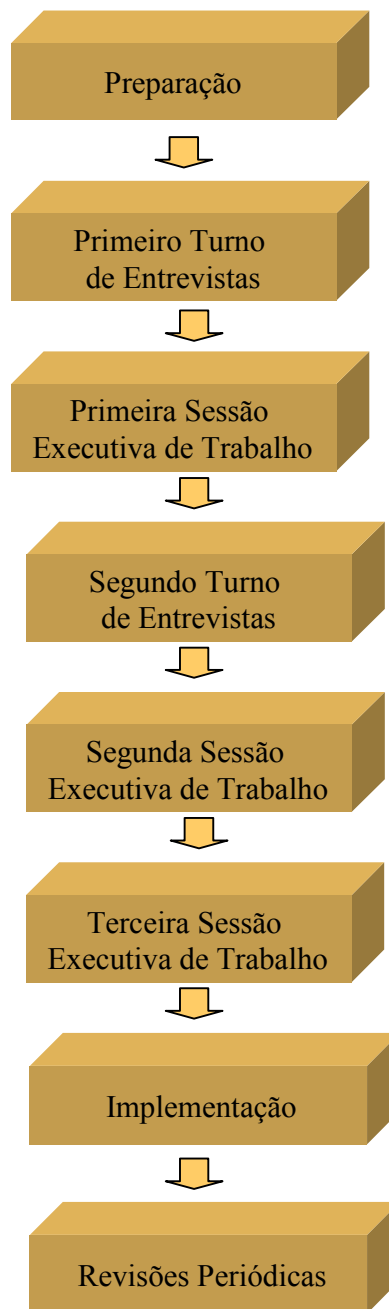 Preparação
Primeiro Turno
de Entrevistas
Primeira Sessão
Executiva de Trabalho
Segundo Turno
de Entrevistas
Segunda Sessão
Executiva de Trabalho
Terceira Sessão
Executiva de Trabalho
Implementação
Revisões Periódicas